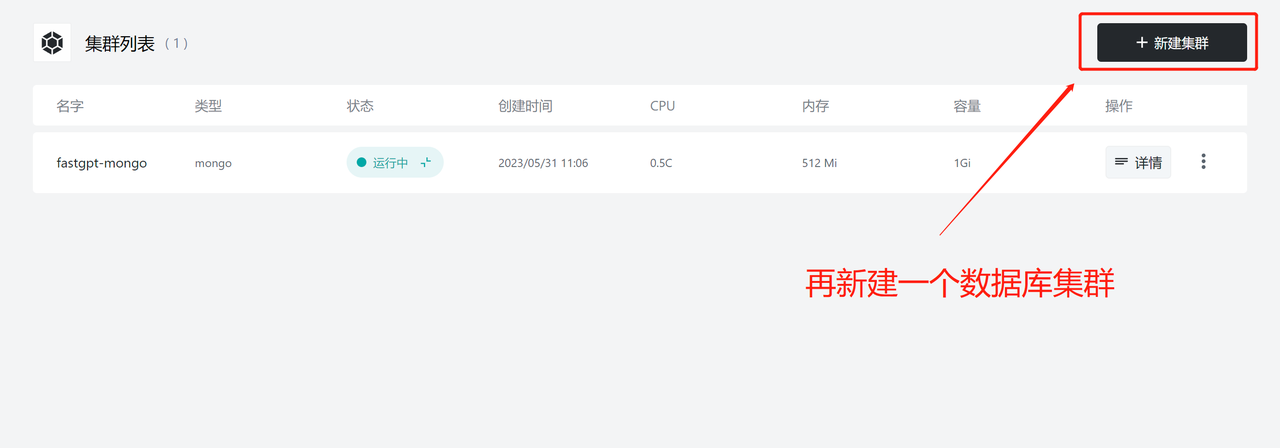 集群列表 ( 1 )
+ 新建集群
名字 类型 状态 创建时间 CPU 内存 容量 操作
fastgpt-mongo mongo 运行中 2023/05/31 11:06 0.5C 512 Mi 1Gi 详情
再新建一个数据库集群